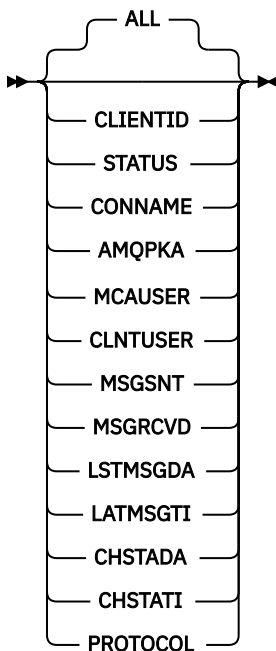 ALL
CLIENTID
STATUS
CONNAME
AMQPKA
MCAUSER
CLNTUSER
MSGSNT
MSGRCVD
LSTMSGDA
LATMSGTI
CHSTADA
CHSTATI
PROTOCOL